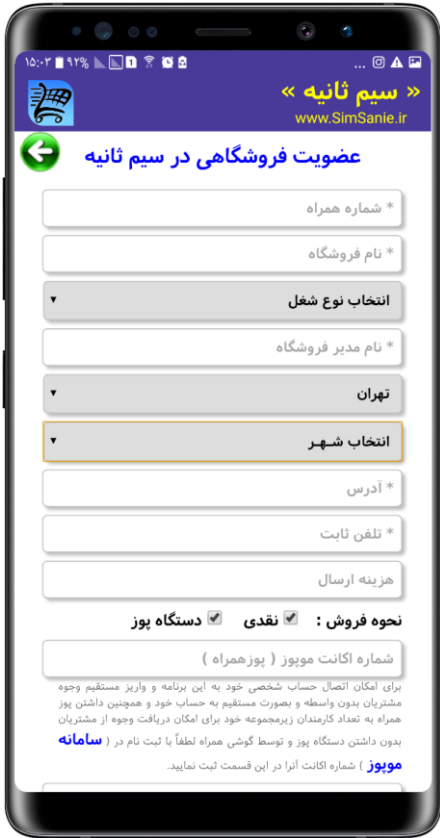 ۱۵:۰۳ ۹۲%
» سیم ثانیه «
www.SimSanie.ir
عضویت فروشگاهی در سیم ثانیه
* شماره همراه
* نام فروشگاه
انتخاب نوع شغل
* نام مدیر فروشگاه
تهران
انتخاب شـهـر
* آدرس
* تلفن ثابت
هزینه ارسال
نحوه فروش : نقدی دستگاه پوز
شماره اکانت موپوز ( پوزهمراه )
برای امکان اتصال حساب شخصی خود به این برنامه و واریز مستقیم وجوه
مشتریان بدون واسطه و بصورت مستقیم به حساب خود و همچنین داشتن پوز
همراه به تعداد کارمندان زیرمجموعه خود برای امکان دریافت وجوه از مشتریان
بدون داشتن دستگاه پوز و توسط گوشی همراه لطفاً با ثبت نام در ( سامانه
موپوز ) شماره اکانت آنرا در این قسمت ثبت نمایید.